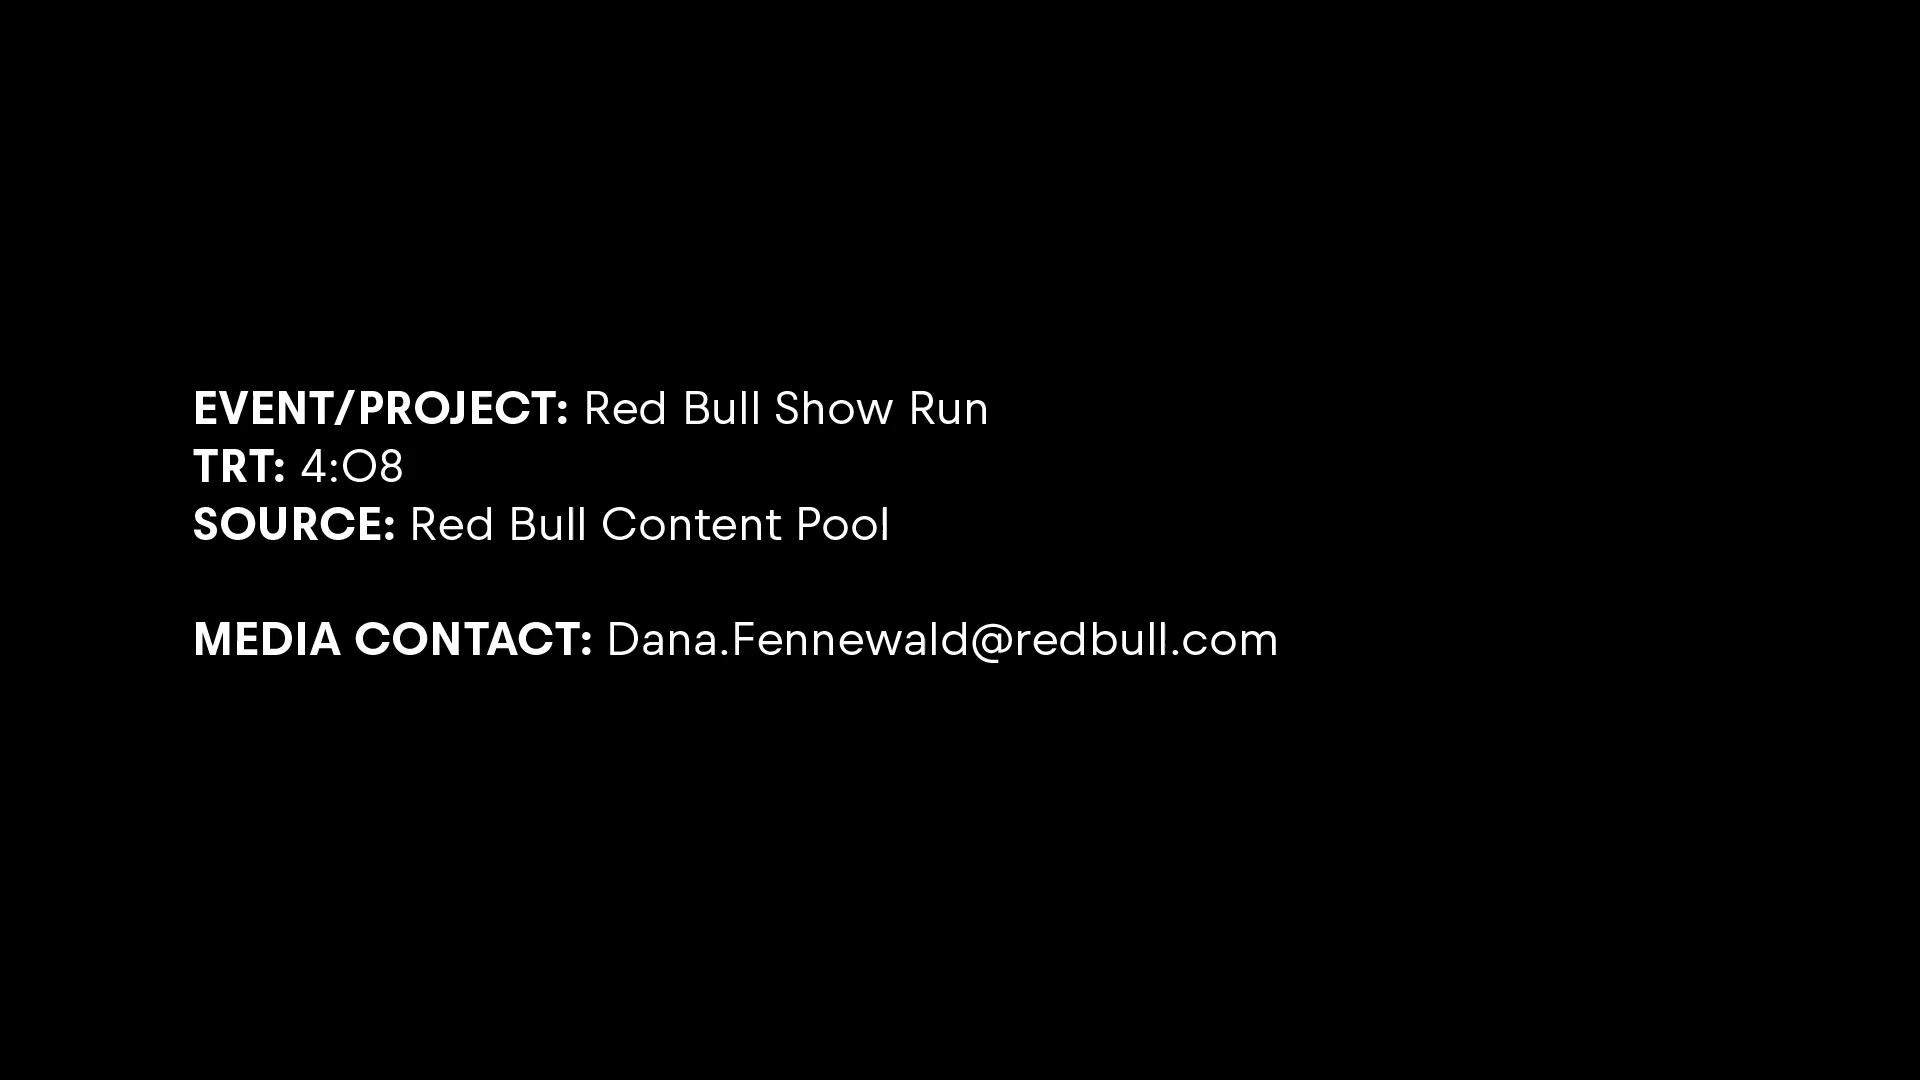 EVENT/PROJECT: Red Bull Show Run
TRT: 4:08
SOURCE: Red Bull Content Pool
MEDIA CONTACT: Dana.Fennewald@redbull.com